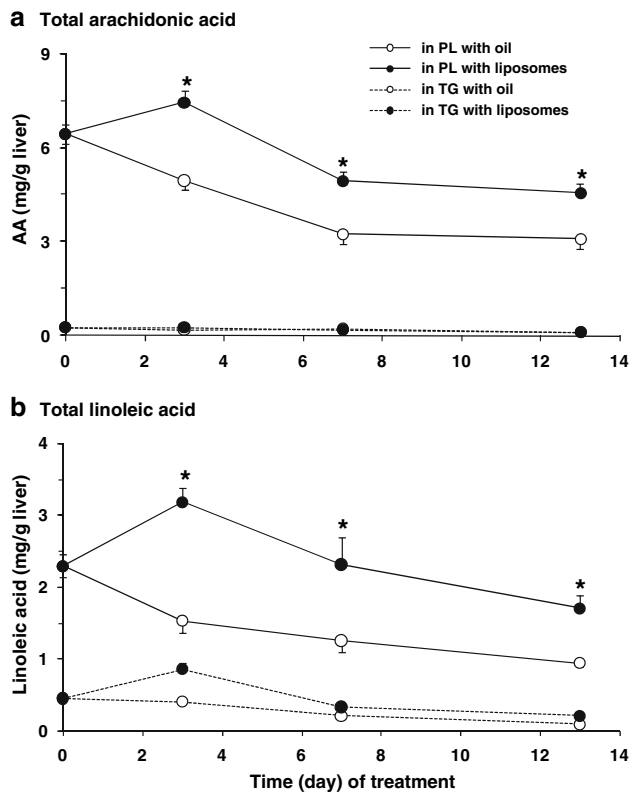 a Total arachidonic acid
in PL with oil
in PL with liposomes
in TG with oil
in TG with liposomes
AA (mg/g liver)
9
6
3
0
*
*
*
0 2 4 6 8 10 12 14
b Total linoleic acid
Linoleic acid (mg/g liver)
4
3
2
1
0
*
*
*
0 2 4 6 8 10 12 14
Time (day) of treatment